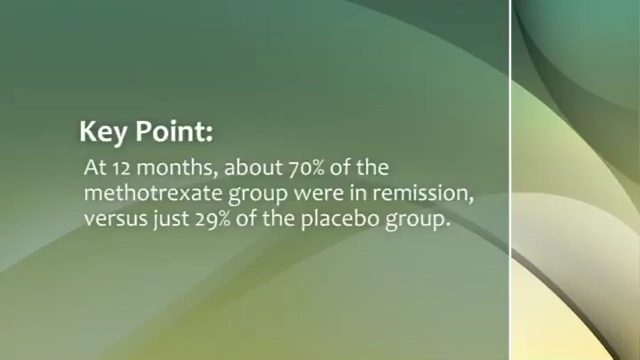 Key Point:
At 12 months, about 70% of the
methotrexate group were in remission,
versus just 29% of the placebo group.